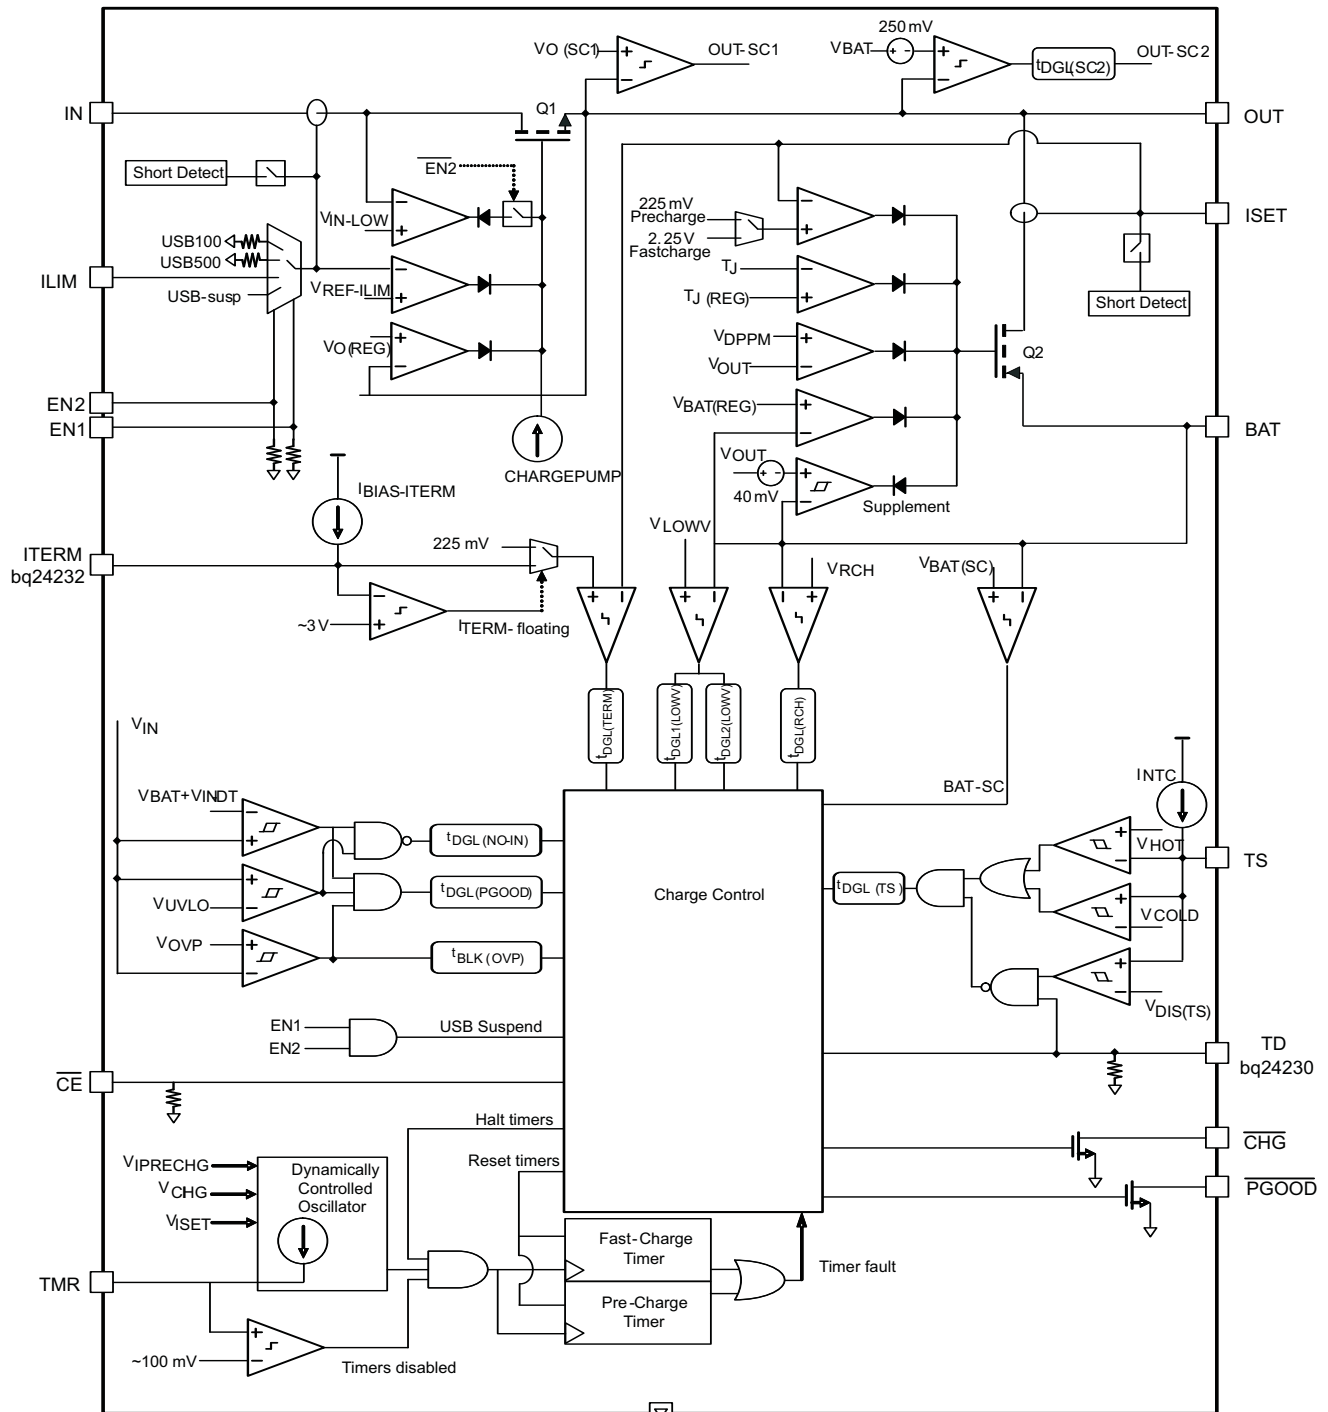 250 mV
VO (SC1)
OUT-SC1
VBAT
tDGL(SC2)
OUT-SC2
IN
Q1
OUT
Short Detect
EN2
VIN-LOW
225 mV
Precharge
2.25V
Fastcharge
ISET
USB100
USB500
ILIM
USB-susp
VREF-ILIM
TJ
TJ (REG)
Short Detect
VO(REG)
VDPPM
VOUT
Q2
EN2
EN1
VBAT(REG)
BAT
CHARGEPUMP
VOUT
40 mV
Supplement
IBIAS-ITERM
VLOWV
ITERM
bq24232
225 mV
VRCH
VBAT(SC)
~3V
ITERM- floating
tDGL(TERM)
tDGL1(LOWV)
tDGL2(LOWV)
tDGL(RCH)
VIN
BAT-SC
INTC
VBAT+VINDT
tDGL(NO-IN)
VHOT
TS
VUVLO
tDGL(PGOOD)
Charge Control
tDGL(TS)
VCOLD
VOVP
tBLK(OVP)
VDIS(TS)
EN1
EN2
USB Suspend
TD
bq24230
CE
Halt timers
CHG
VIPRECHG
VCHG
VISET
Dynamically
Controlled
Oscillator
Reset timers
PGOOD
Fast-Charge
Timer
Timer fault
TMR
Pre-Charge
Timer
~100 mV
Timers disabled